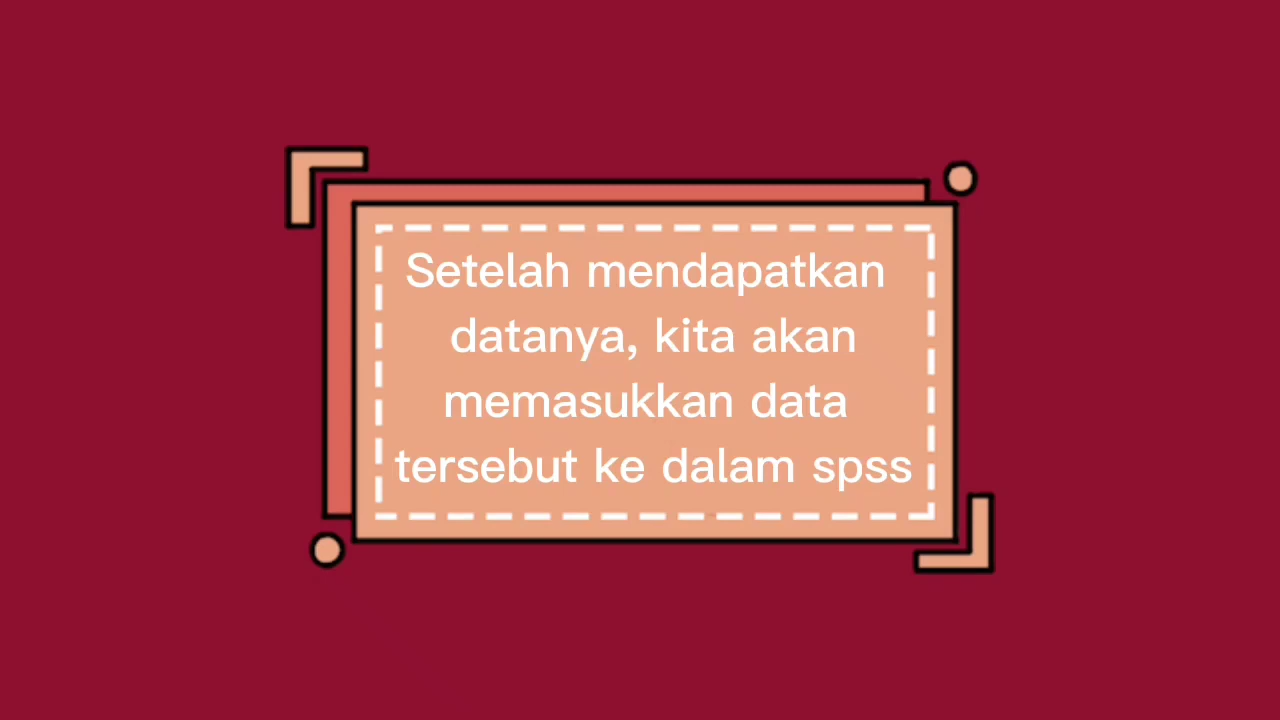 Setelah mendapatkan
datanya, kita akan
memasukkan data
tersebut ke dalam spss